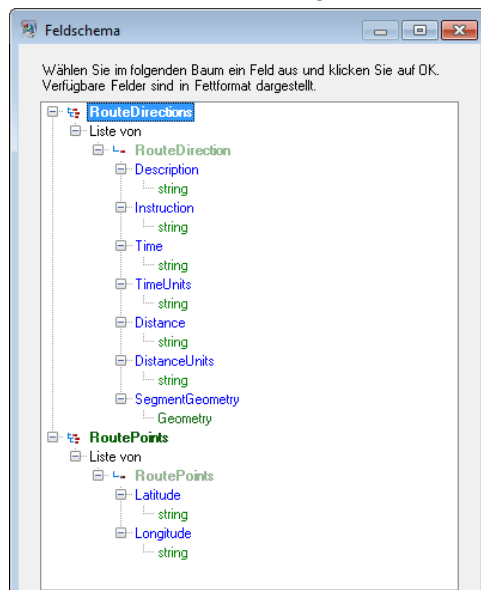 Feldschema
Wählen Sie im folgenden Baum ein Feld aus und klicken Sie auf OK.
Verfügbare Felder sind in Fettformat dargestellt.
RouteDirections
Liste von
RouteDirection
Description
string
Instruction
string
Time
string
TimeUnits
string
Distance
string
DistanceUnits
string
SegmentGeometry
Geometry
RoutePoints
Liste von
RoutePoints
Latitude
string
Longitude
string